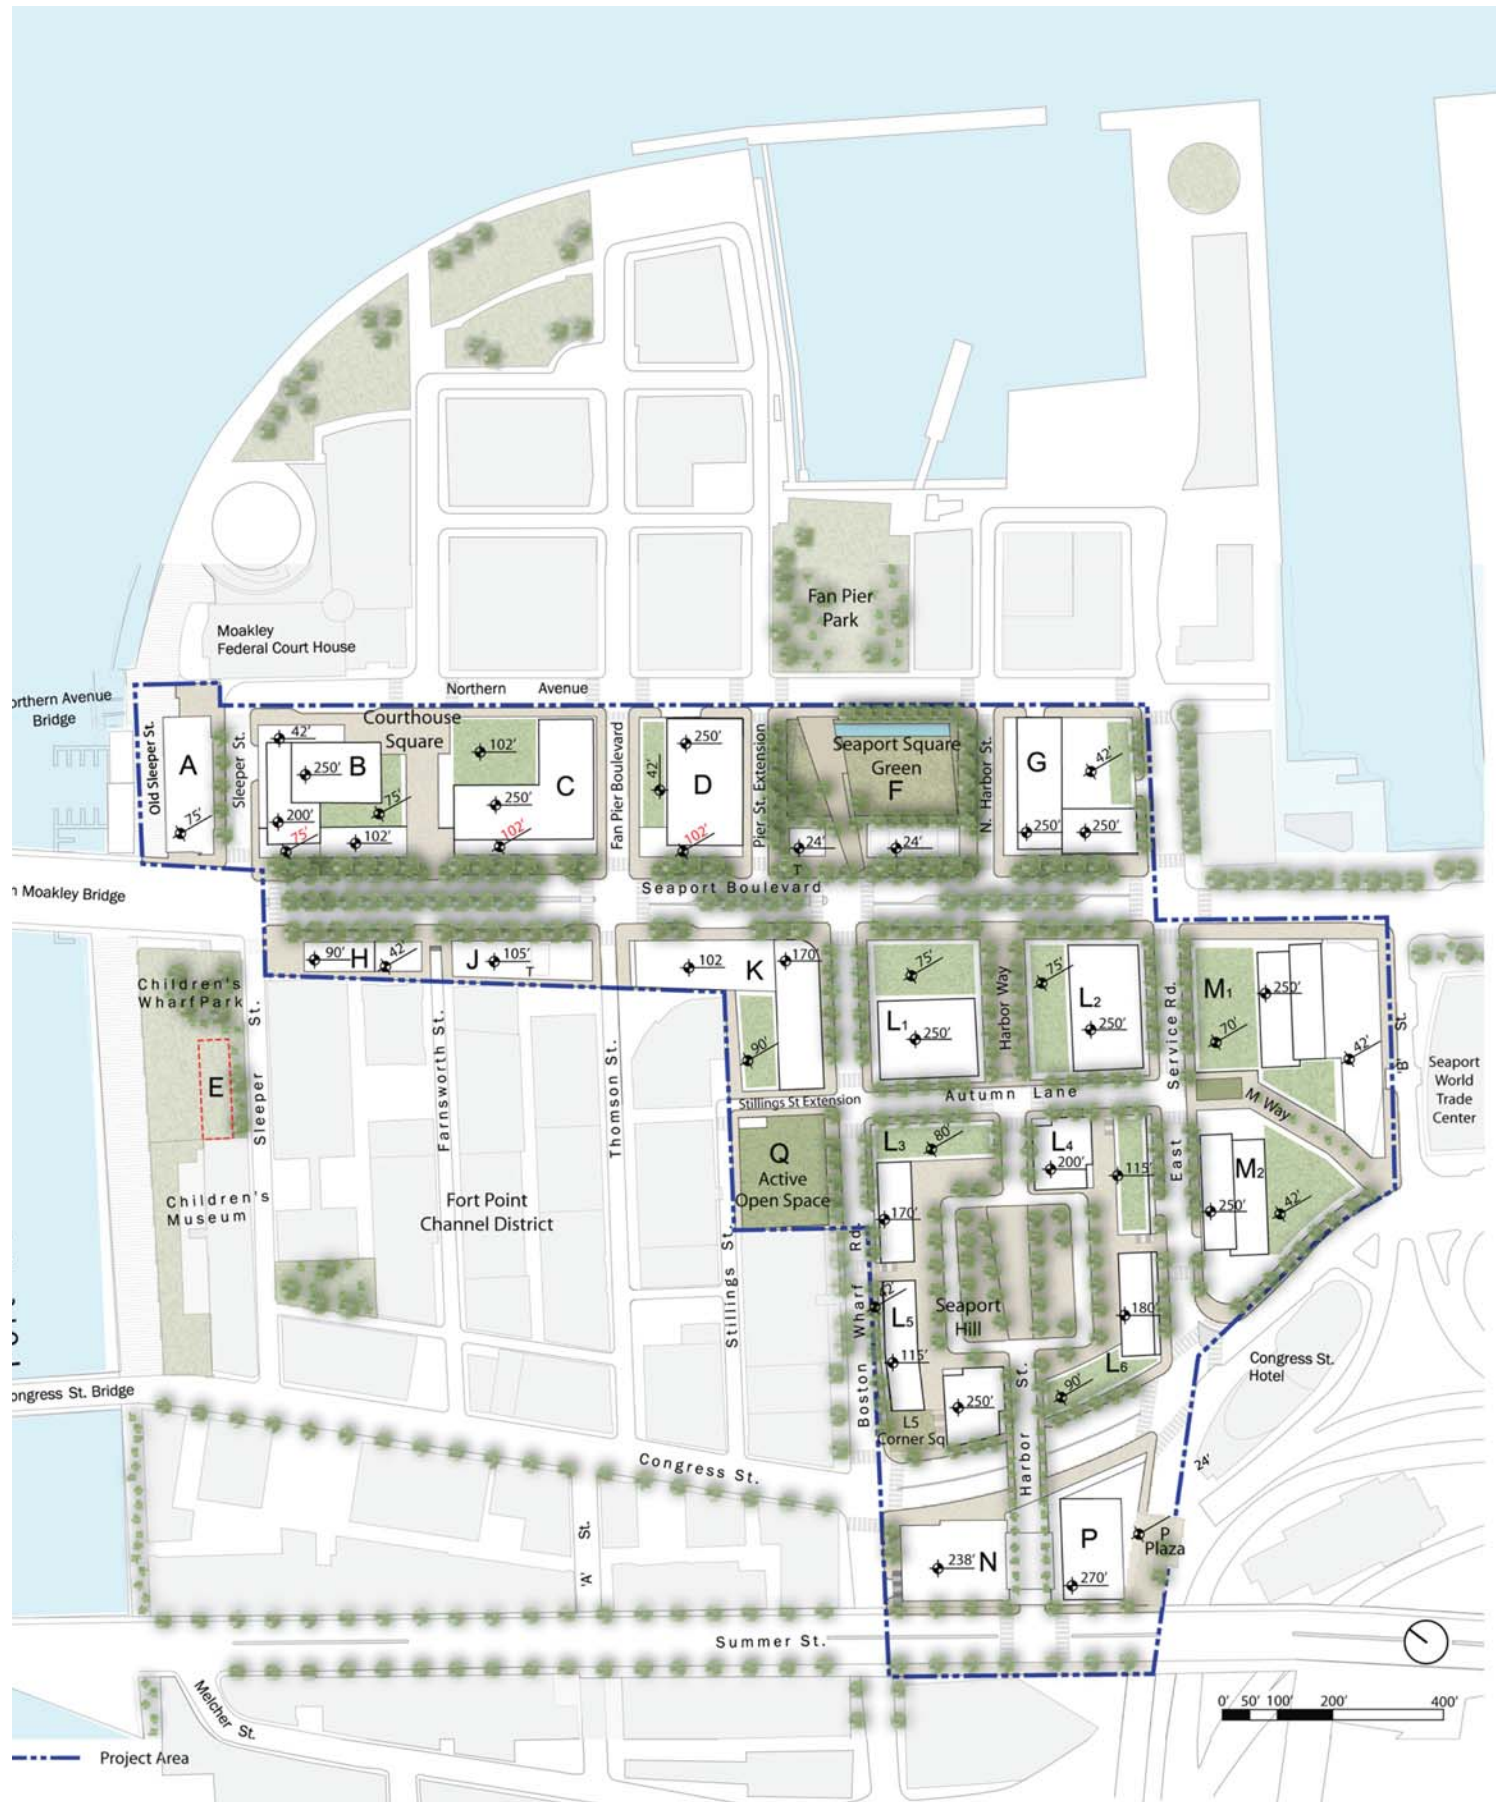 Fan Pier
Park
Moakley
Federal Court House
orthern Avenue
Bridge
Northern Avenue
Old Sleeper St.
A
75'
Sleeper St.
Courthouse
Square
42'
250'
B
75'
200'
75'
102'
102'
250'
C
102'
Fan Pier Boulevard
42'
250'
D
102'
Pier St. Extension
Seaport Square
Green
F
24'
T
24'
N. Harbor St.
G
42'
250'
250'
Seaport Boulevard
n Moakley Bridge
90'
H
42'
J
105'
T
102
K
170'
90'
75'
L1
250'
Harbor Way
75'
L2
250'
Service Rd.
East
M1
250'
70'
42'
'B' St.
Seaport
World
Trade
Center
Children's
Wharf Park
E
Sleeper St.
Children's
Museum
Farnsworth St.
Thomson St.
Fort Point
Channel District
Stillings St Extension
Autumn Lane
M Way
Q
Active
Open Space
L3
80'
170'
L4
200'
115'
M2
250'
42'
Stillings St.
Boston Wharf Rd.
42'
L5
115'
Seaport
Hill
180'
L6
90'
250'
L5
Corner Sq
Harbor St.
Congress St.
Hotel
ongress St. Bridge
Congress St.
24'
'A' St.
238'
N
P
270'
P
Plaza
Summer St.
Melcher St.
0' 50' 100' 200' 400'
Project Area